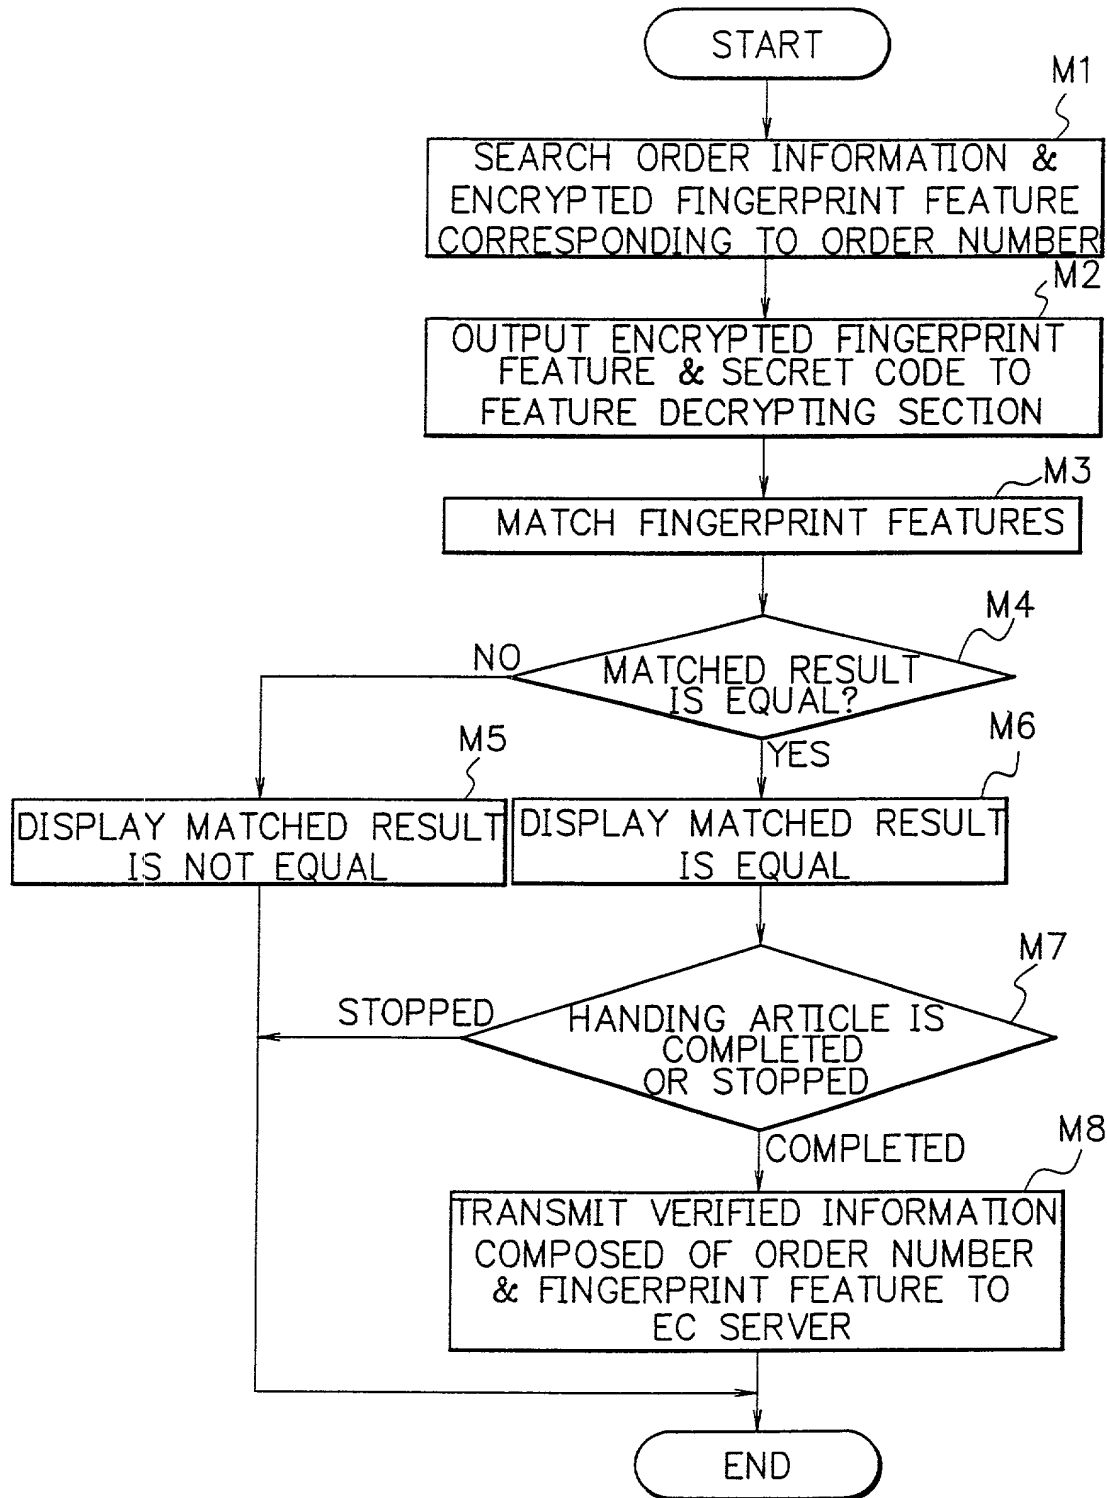 START
M1
SEARCH ORDER INFORMATION &
ENCRYPTED FINGERPRINT FEATURE
CORRESPONDING TO ORDER NUMBER
M2
OUTPUT ENCRYPTED FINGERPRINT
FEATURE & SECRET CODE TO
FEATURE DECRYPTING SECTION
M3
MATCH FINGERPRINT FEATURES
M4
NO
MATCHED RESULT
IS EQUAL?
YES
M5
DISPLAY MATCHED RESULT
IS NOT EQUAL
M6
DISPLAY MATCHED RESULT
IS EQUAL
M7
STOPPED
HANDING ARTICLE IS
COMPLETED
OR STOPPED
COMPLETED
M8
TRANSMIT VERIFIED INFORMATION
COMPOSED OF ORDER NUMBER
& FINGERPRINT FEATURE TO
EC SERVER
END